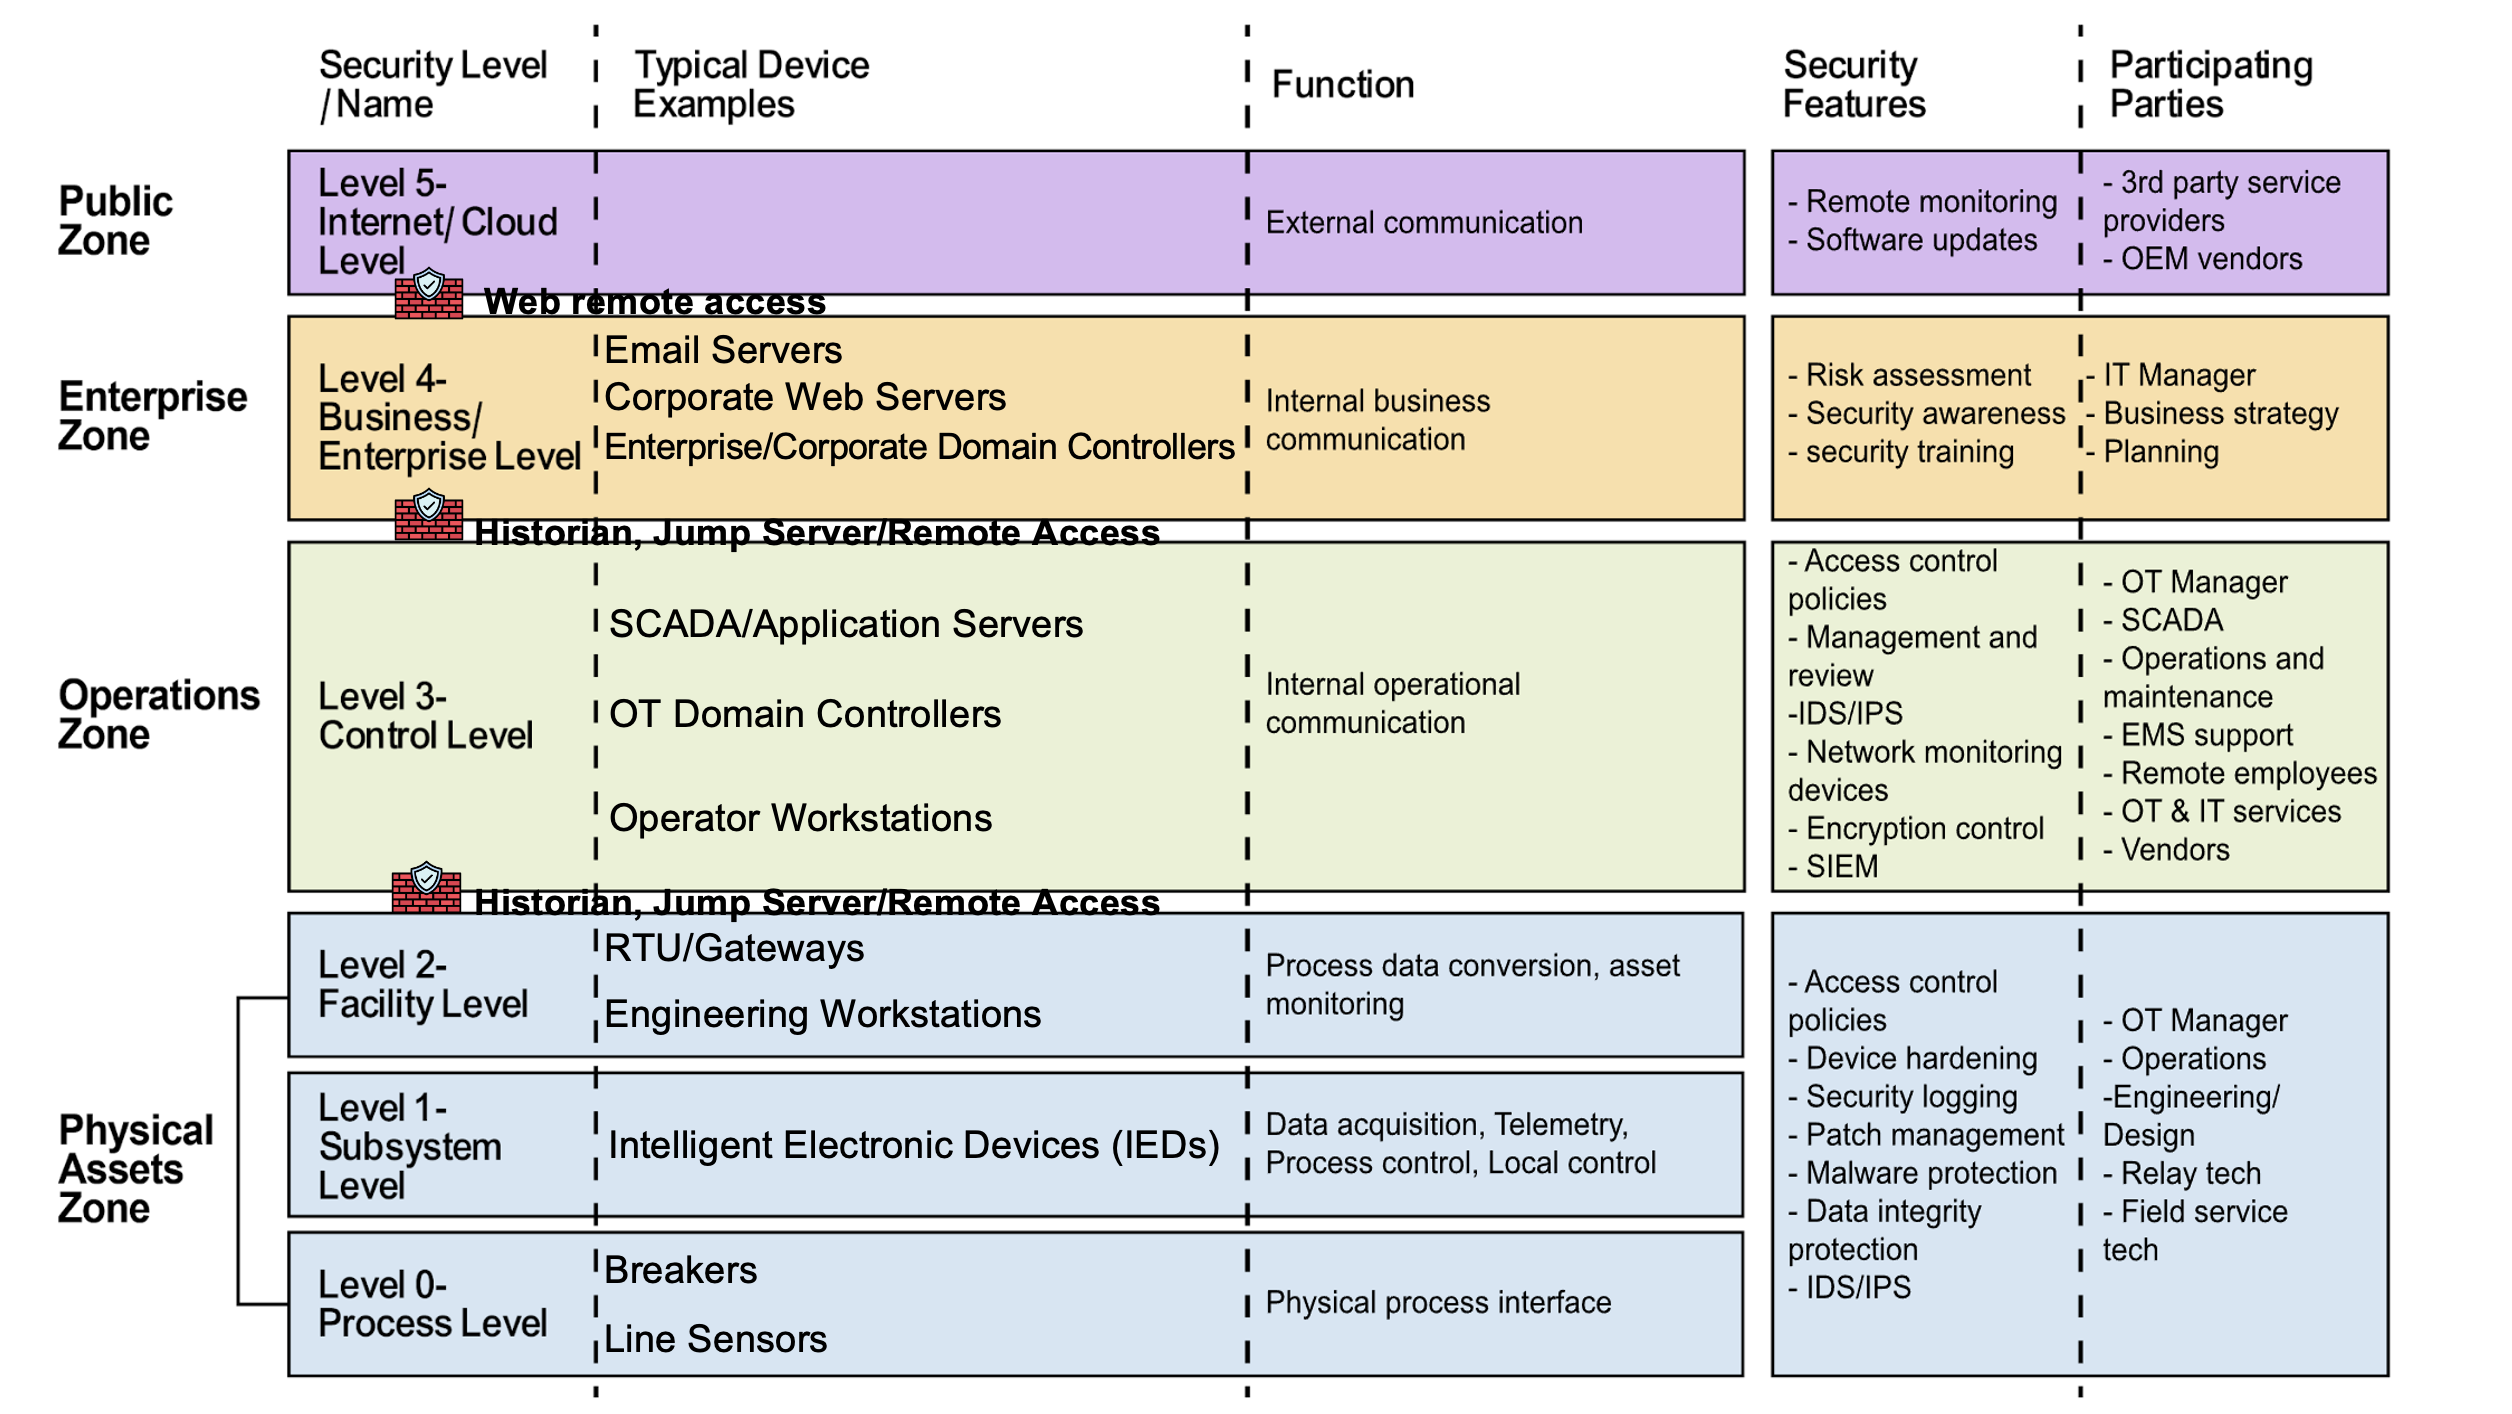 Security Level
/Name
Typical Device
Examples
Function
Security
Features
Participating
Parties
Public
Zone
Level 5-
Internet/ Cloud
Level
External communication
- Remote monitoring
- Software updates
- 3rd party service
providers
- OEM vendors
Web remote access
Enterprise
Zone
Level 4-
Business/
Enterprise Level
Email Servers
Corporate Web Servers
Enterprise/Corporate Domain Controllers
Internal business
communication
- Risk assessment
- Security awareness
- security training
- IT Manager
- Business strategy
- Planning
Historian, Jump Server/Remote Access
Operations
Zone
Level 3-
Control Level
SCADA/Application Servers
OT Domain Controllers
Operator Workstations
Internal operational
communication
- Access control
policies
- Management and
review
-IDS/IPS
- Network monitoring
devices
- Encryption control
- SIEM
- OT Manager
- SCADA
- Operations and
maintenance
- EMS support
- Remote employees
- OT & IT services
- Vendors
Historian, Jump Server/Remote Access
Physical
Assets
Zone
Level 2-
Facility Level
RTU/Gateways
Engineering Workstations
Process data conversion, asset
monitoring
Level 1-
Subsystem
Level
Intelligent Electronic Devices (IEDs)
Data acquisition, Telemetry,
Process control, Local control
Level 0-
Process Level
Breakers
Line Sensors
Physical process interface
- Access control
policies
- Device hardening
- Security logging
- Patch management
- Malware protection
- Data integrity
protection
- IDS/IPS
- OT Manager
- Operations
-Engineering/
Design
- Relay tech
- Field service
tech